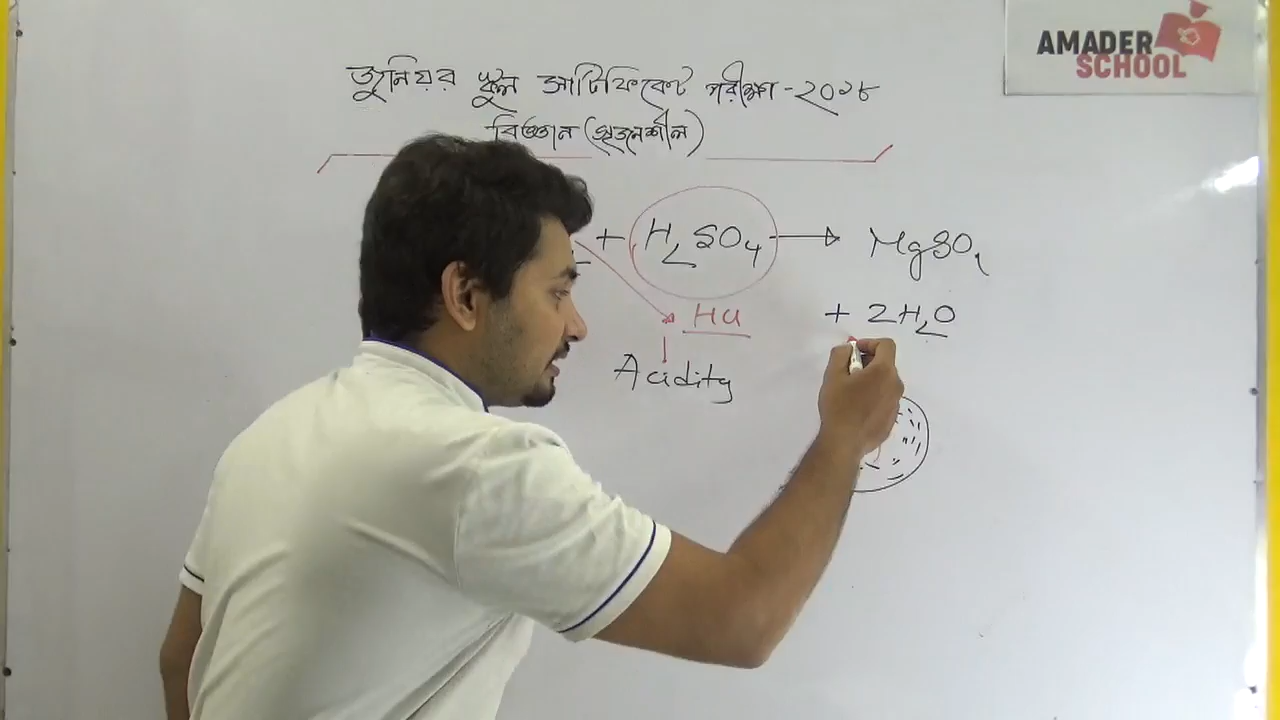 AMADER
SCHOOL
জুনিয়র স্কুল সার্টিফিকেট পরীক্ষা-২০১৮
বিজ্ঞান (সৃজনশীল)
+ H2SO4 → MgSO4
HCl
+ 2H2O
Acidity